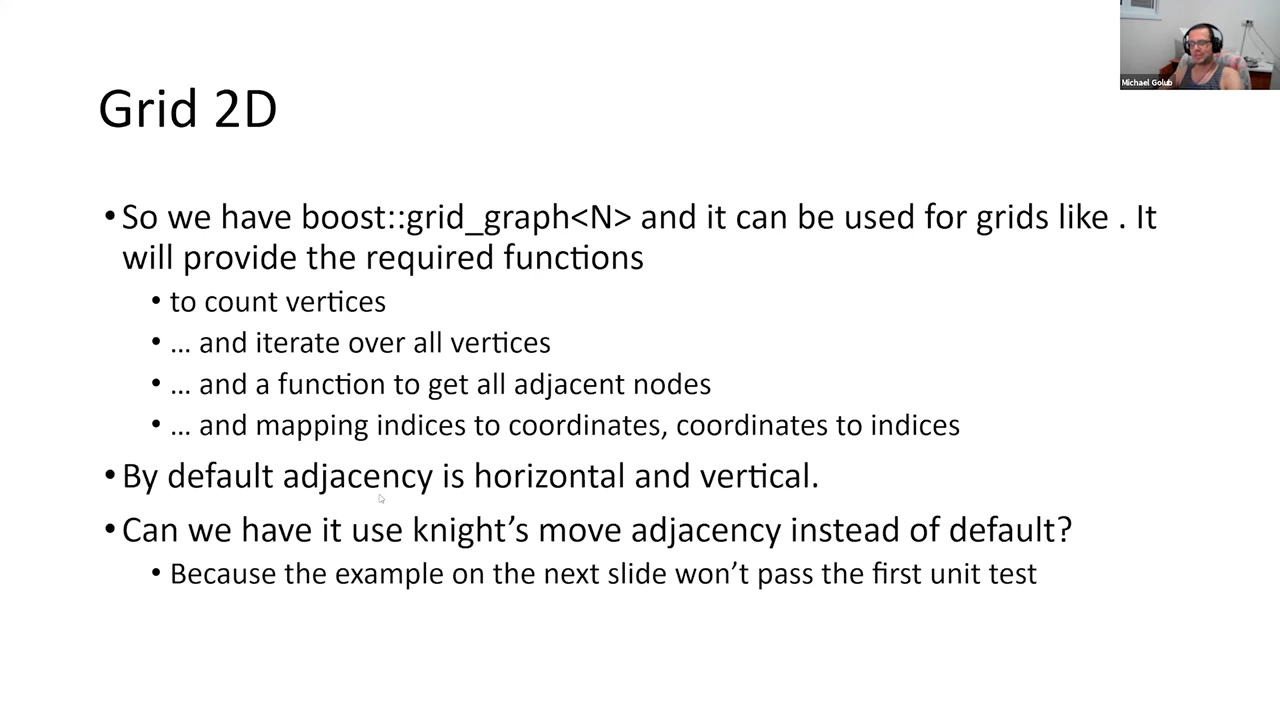 Michael Golub
Grid 2D
• So we have boost::grid_graph<N> and it can be used for grids like . It
will provide the required functions
• to count vertices
• … and iterate over all vertices
• … and a function to get all adjacent nodes
• … and mapping indices to coordinates, coordinates to indices
• By default adjacency is horizontal and vertical.
• Can we have it use knight’s move adjacency instead of default?
• Because the example on the next slide won’t pass the first unit test